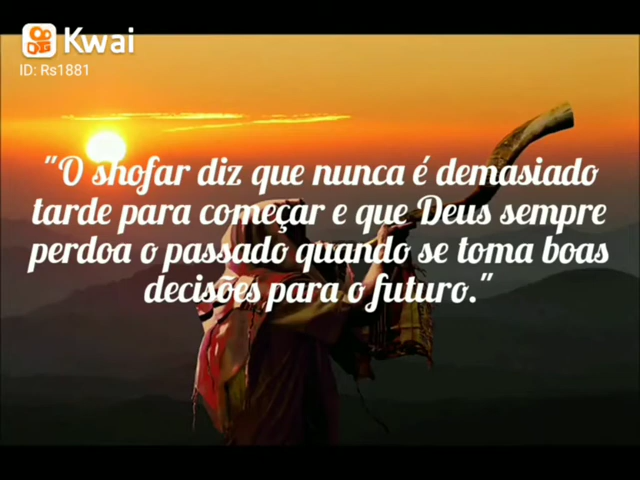 Kwai
ID: Rs1881
"O shofar diz que nunca é demasiado
tarde para começar e que Deus sempre
perdoa o passado quando se toma boas
decisões para o futuro."